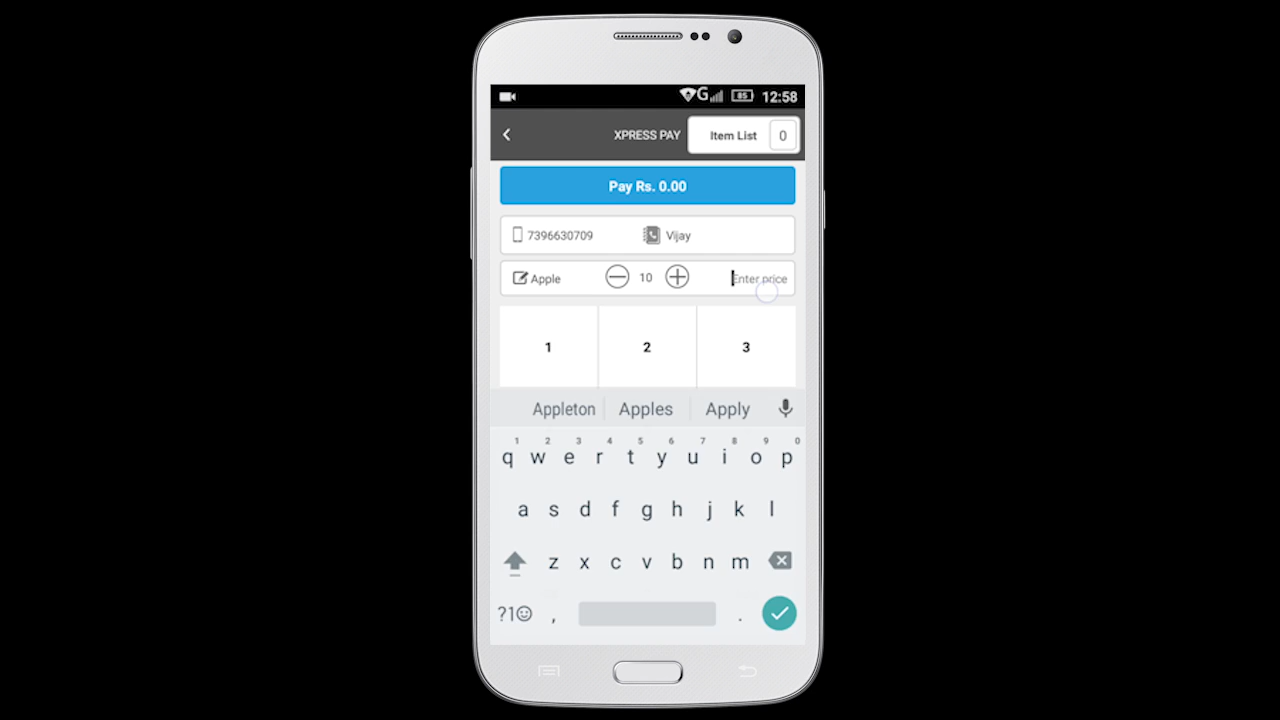 85 12:58
XPRESS PAY Item List 0
Pay Rs. 0.00
7396630709 Vijay
Apple 10 Enter price
1 2 3
Appleton Apples Apply
1 2 3 4 5 6 7 8 9 0
q w e r t y u i o p
a s d f g h j k l
z x c v b n m
?1☺ , .